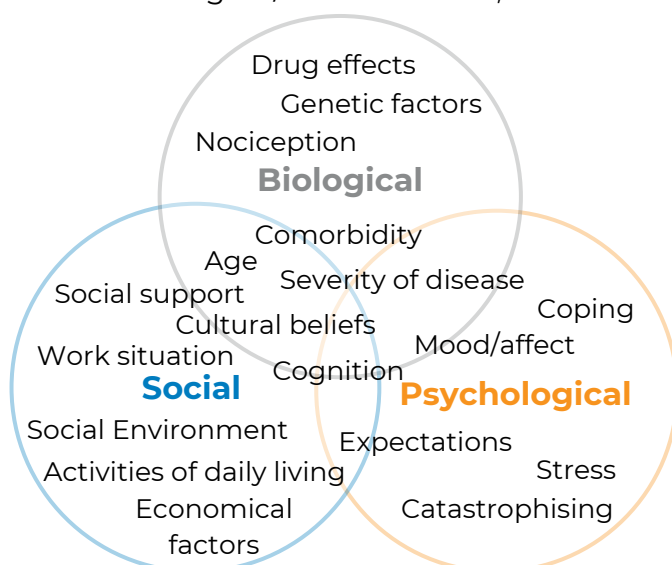 Drug effects
Genetic factors
Nociception
Biological
Comorbidity
Age
Severity of disease
Social support
Coping
Cultural beliefs
Mood/affect
Work situation
Cognition
Social
Psychological
Social Environment
Expectations
Activities of daily living
Stress
Economical
factors
Catastrophising